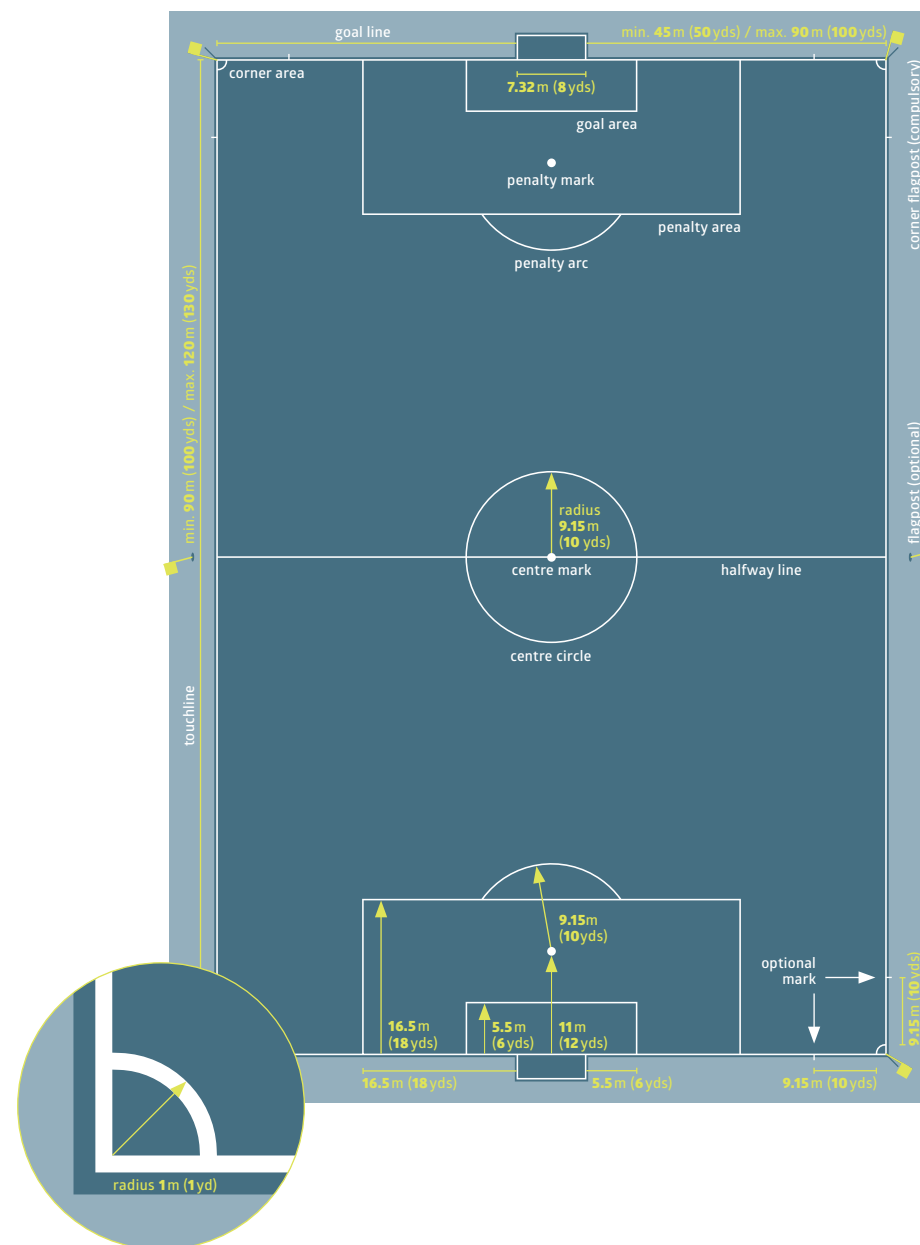 goal line
min. 45 m (50 yds) / max. 90 m (100 yds)
corner area
7.32 m (8 yds)
goal area
penalty mark
penalty area
penalty arc
corner flagpost (compulsory)
min. 90 m (100 yds) / max. 120 m (130 yds)
flagpost (optional)
radius
9.15 m
(10 yds)
centre mark
halfway line
centre circle
touchline
9.15 m
(10 yds)
optional
mark
9.15 m (10 yds)
16.5 m
(18 yds)
5.5 m
(6 yds)
11 m
(12 yds)
16.5 m (18 yds)
5.5 m (6 yds)
9.15 m (10 yds)
radius 1 m (1 yd)